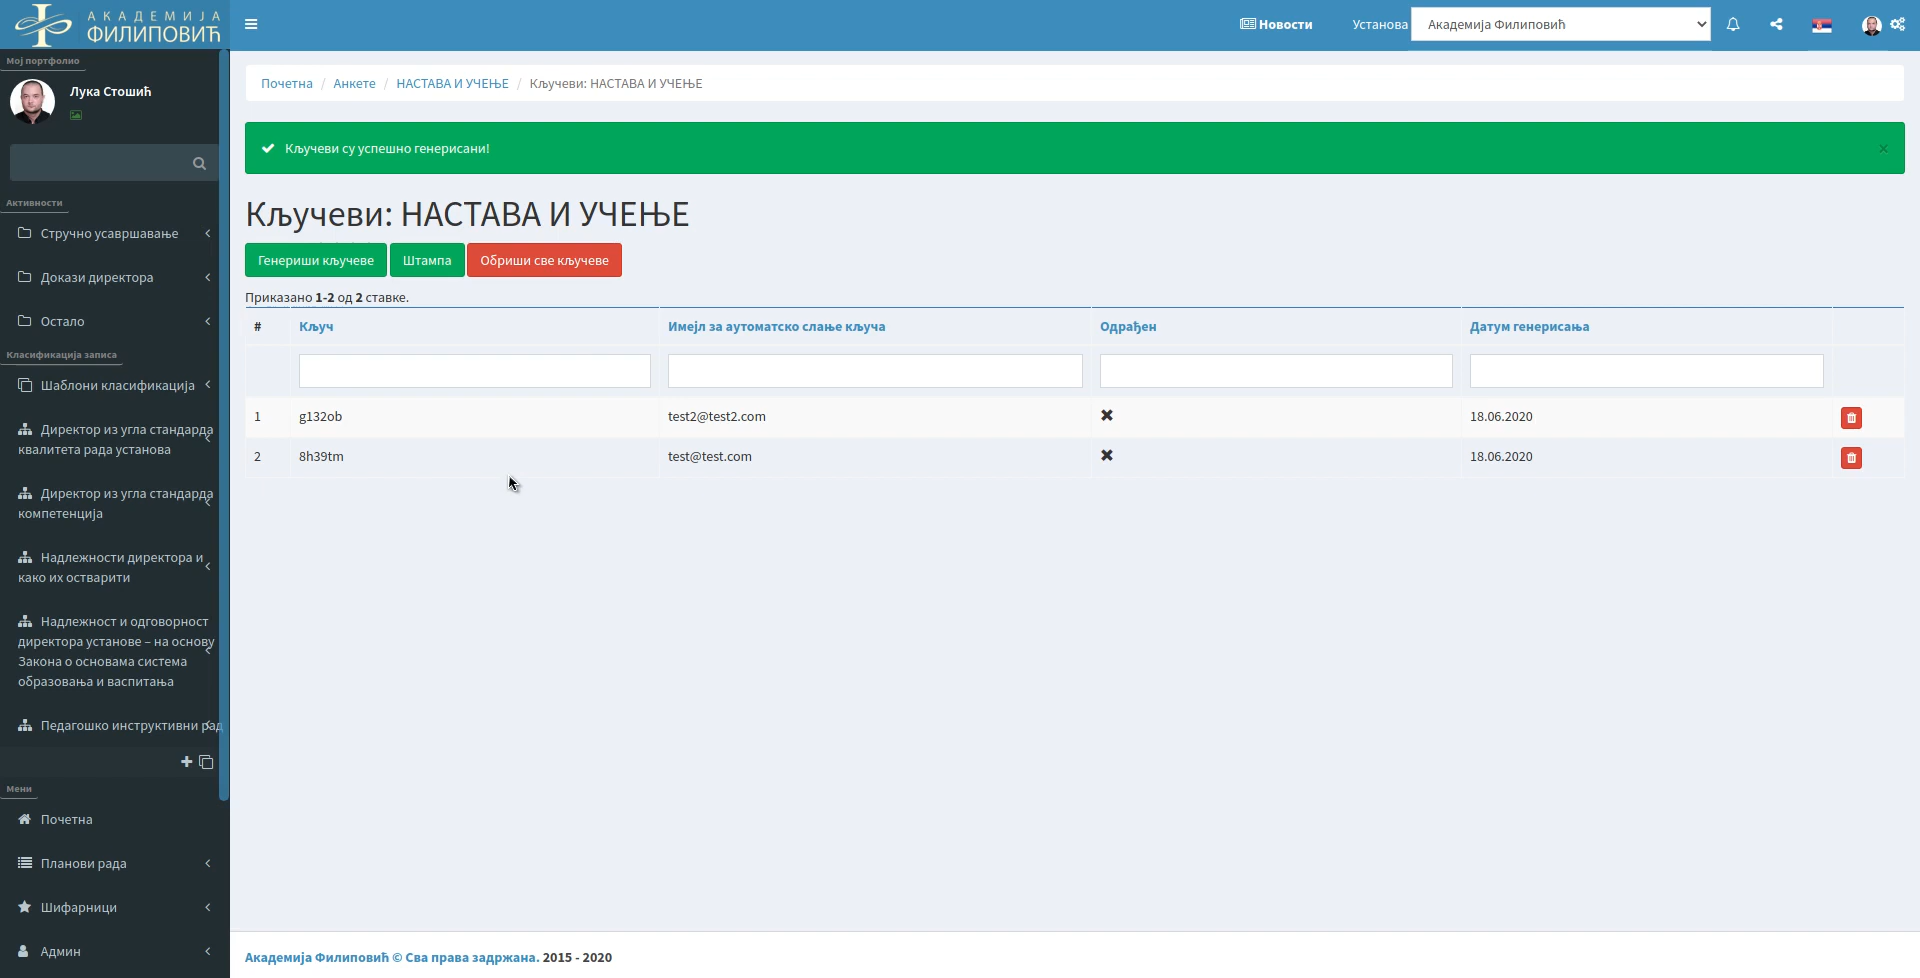 АКАДЕМИЈА
ФИЛИПОВИЋ
Новости
Установа
Академија Филиповић
Мој портфолио
Лука Стошић
Активности
Стручно усавршавање
Докази директора
Остало
Класификација записа
Шаблони класификација
Директор из угла стандарда
квалитета рада установа
Директор из угла стандарда
компетенција
Надлежности директора и
како их остварити
Надлежност и одговорност
директора установе – на основу
Закона о основама система
образовања и васпитања
Педагошко инструктивни рад
Мени
Почетна
Планови рада
Шифарници
Админ
Почетна / Анкете / НАСТАВА И УЧЕЊЕ / Кључеви: НАСТАВА И УЧЕЊЕ
Кључеви су успешно генерисани! ×
Кључеви: НАСТАВА И УЧЕЊЕ
Генериши кључеве Штампа Обриши све кључеве
Приказано 1-2 од 2 ставке.
# Кључ Имејл за аутоматско слање кључа Одрађен Датум генерисања
1 g132ob test2@test2.com ✖ 18.06.2020
2 8h39tm test@test.com ✖ 18.06.2020
Академија Филиповић © Сва права задржана. 2015 - 2020